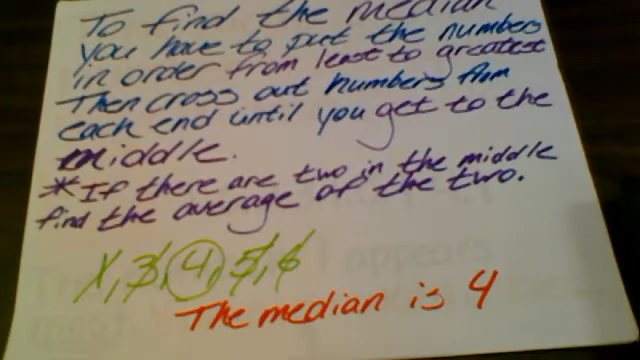 To find the median
you have to put the numbers
in order from least to greatest
Then cross out numbers from
each end until you get to the
middle.
*If there are two in the middle
find the average of the two.
1, 3, 4, 5, 6
The median is 4
appears